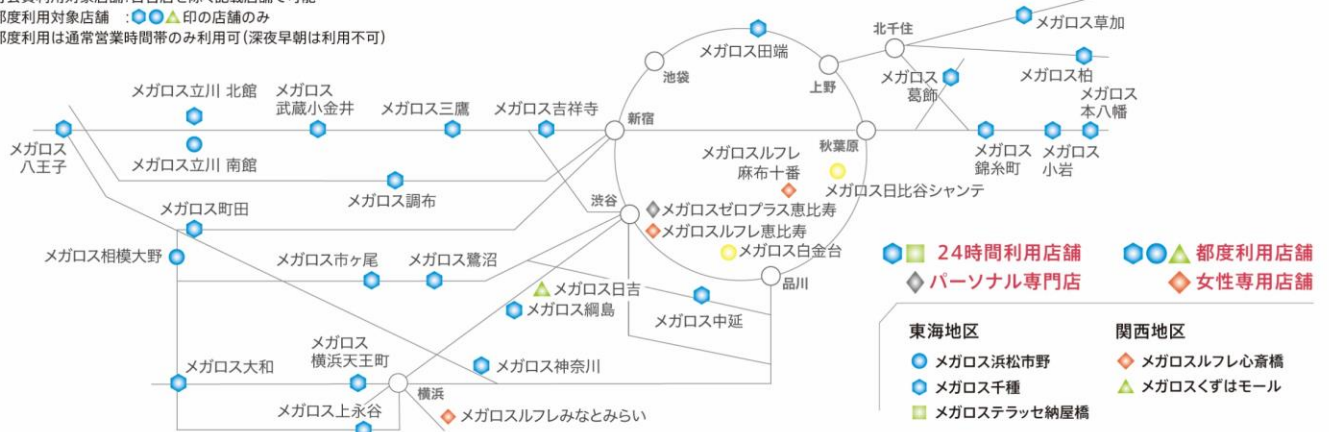 都度利用対象店舗 :印の店舗のみ
都度利用は通常営業時間帯のみ利用可(深夜早朝は利用不可)
メガロス田端
北千住
メガロス草加
池袋
上野
メガロス
葛飾
メガロス柏
メガロス
本八幡
メガロス立川 北館
メガロス
武蔵小金井
メガロス三鷹
メガロス吉祥寺
新宿
秋葉原
メガロス
八王子
メガロス立川 南館
メガロス
錦糸町
メガロス
小岩
メガロスルフレ
麻布十番
メガロス日比谷シャンテ
メガロス調布
渋谷
メガロスゼロプラス恵比寿
メガロス町田
メガロスルフレ恵比寿
メガロス白金台
メガロス相模大野
メガロス市ヶ尾
メガロス鷺沼
品川
メガロス日吉
メガロス綱島
メガロス中延
メガロス
横浜天王町
メガロス大和
メガロス神奈川
横浜
メガロス上永谷
メガロスルフレみなとみらい
24時間利用店舗
都度利用店舗
パーソナル専門店
女性専用店舗
東海地区
メガロス浜松市野
メガロス千種
メガロステラッセ納屋橋
関西地区
メガロスルフレ心斎橋
メガロスくずはモール